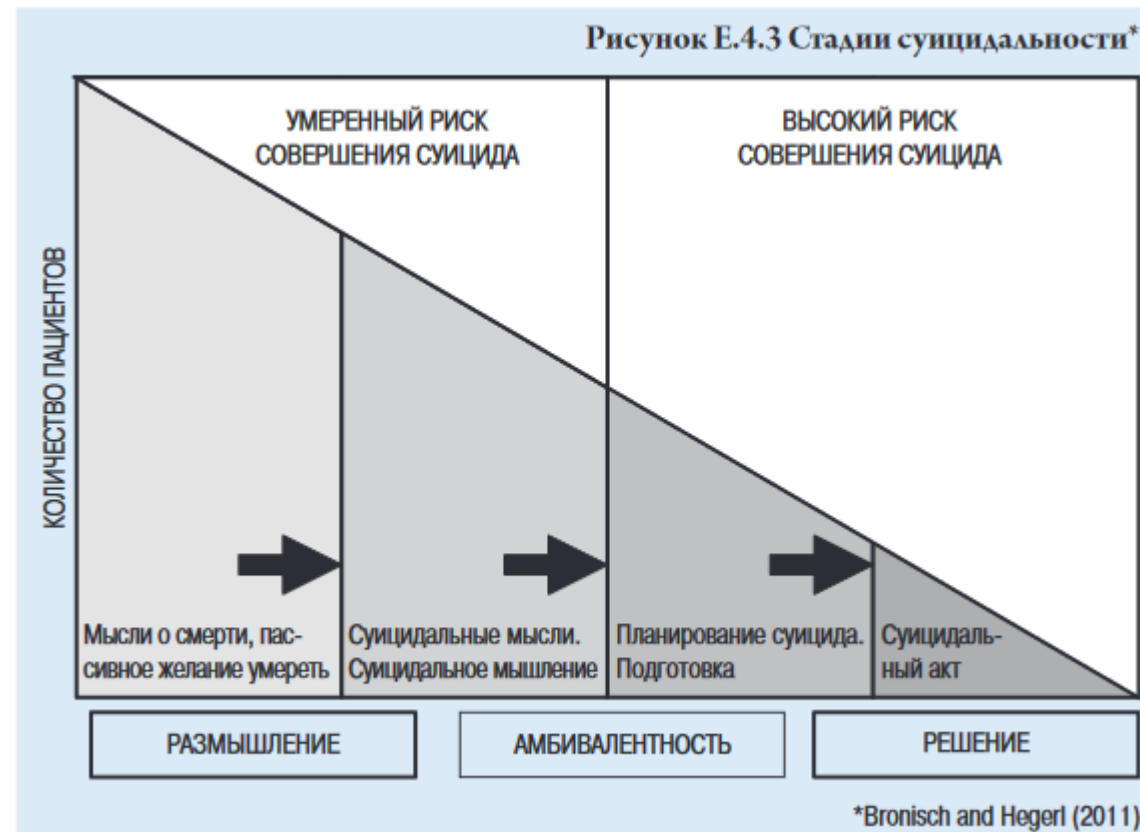 Рисунок Е.4.3 Стадии суицидальности*
УМЕРЕННЫЙ РИСК
СОВЕРШЕНИЯ СУИЦИДА
ВЫСОКИЙ РИСК
СОВЕРШЕНИЯ СУИЦИДА
КОЛИЧЕСТВО ПАЦИЕНТОВ
Мысли о смерти, пас-
сивное желание умереть
Суицидальные мысли.
Суицидальное мышление
Планирование суицида.
Подготовка
Суицидаль-
ный акт
РАЗМЫШЛЕНИЕ
АМБИВАЛЕНТНОСТЬ
РЕШЕНИЕ
*Bronisch and Hegerl (2011)